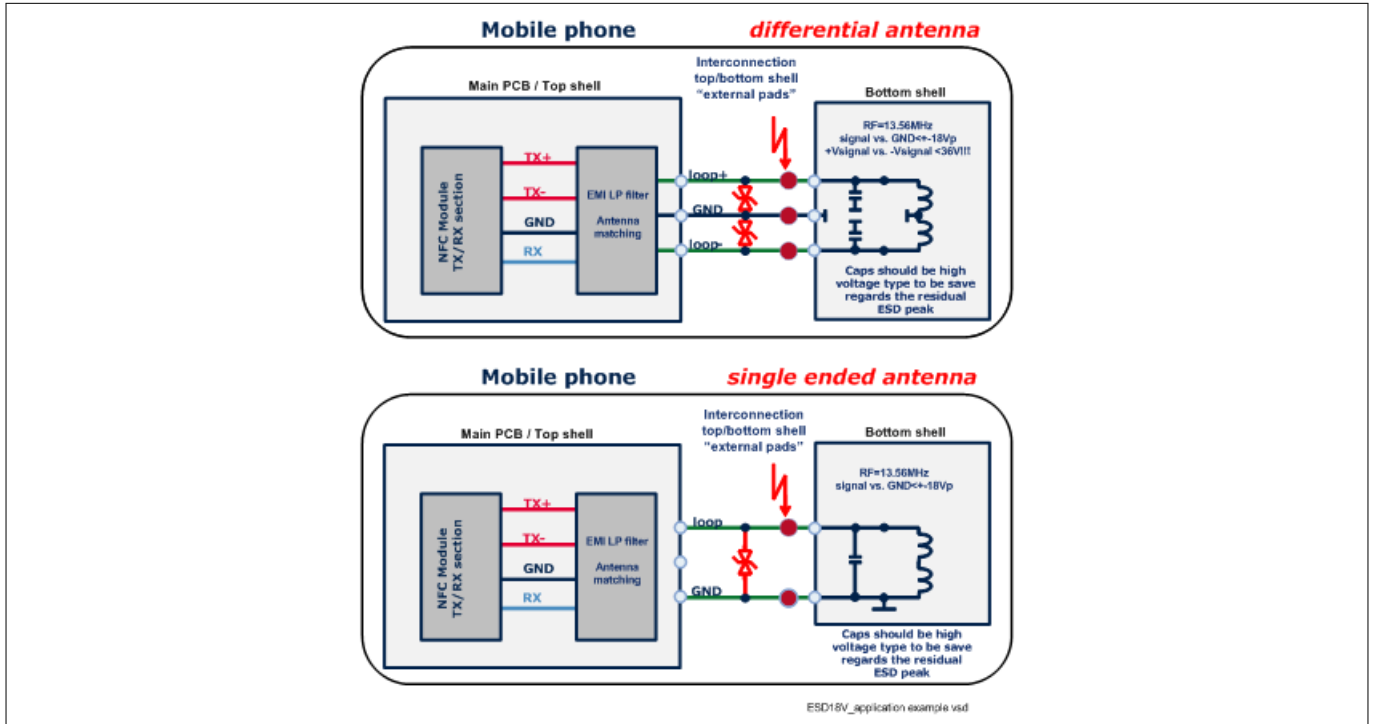 Mobile phone
differential antenna
Interconnection
top/bottom shell
"external pads"
Main PCB / Top shell
Bottom shell
RF=13.56MHz
signal vs. GND<+-18Vp
+Vsignal vs. -Vsignal <36V!!!
NFC Module
TX/RX section
TX+
TX-
GND
RX
EMI LP filter
Antenna
matching
loop+
GND
loop-
Caps should be high
voltage type to be save
regards the residual
ESD peak
Mobile phone
single ended antenna
Interconnection
top/bottom shell
"external pads"
Main PCB / Top shell
Bottom shell
RF=13.56MHz
signal vs. GND<+-18Vp
NFC Module
TX/RX section
TX+
TX-
GND
RX
EMI LP filter
Antenna
matching
loop
GND
Caps should be high
voltage type to be save
regards the residual
ESD peak
ESD18V_application example vsd